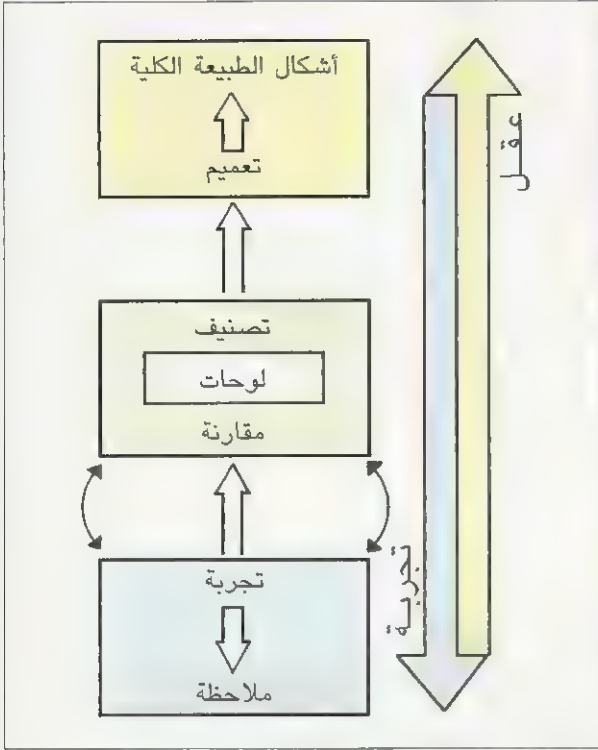 أشكال الطبيعة الكلية
تعميم
تصنيف
لوحات
مقارنة
تجربة
ملاحظة
عقل
تجربة